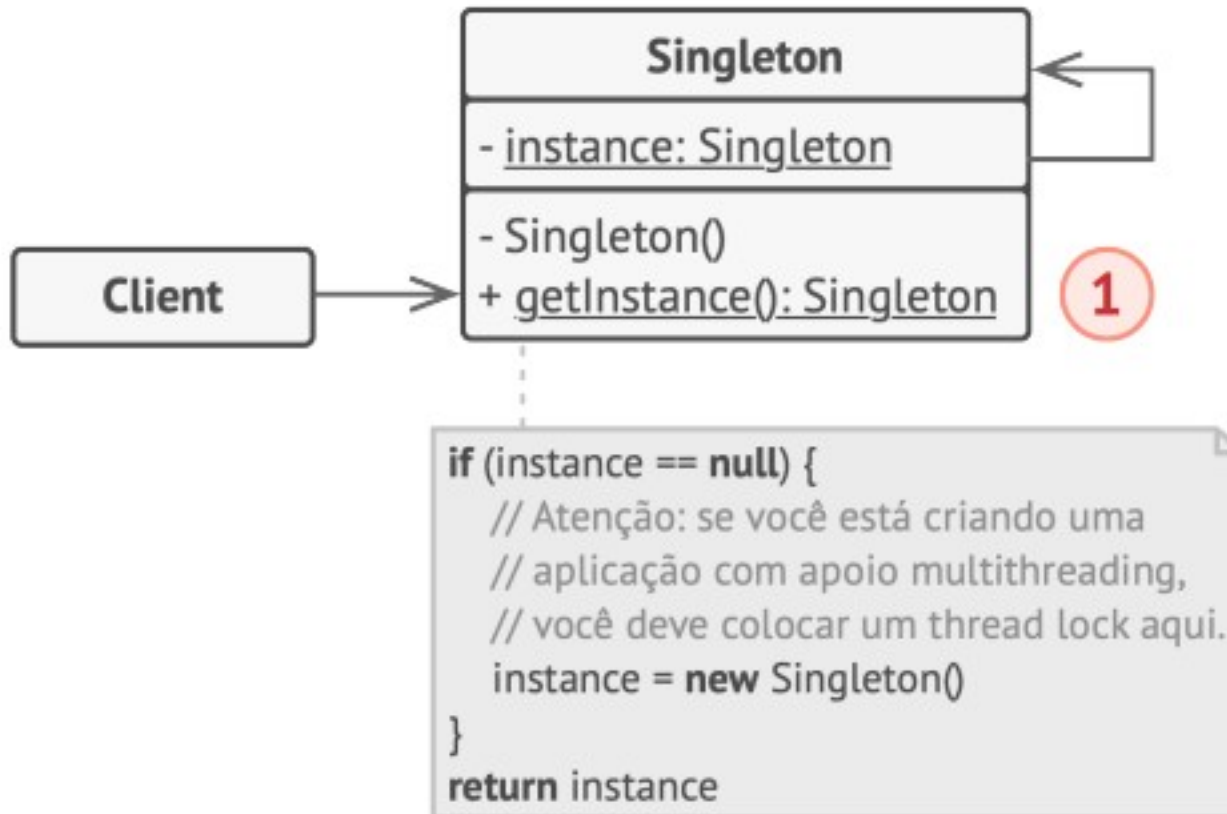 Singleton
- instance: Singleton
- Singleton()
+ getInstance(): Singleton
1
Client
if (instance == null) {
// Atenção: se você está criando uma
// aplicação com apoio multithreading,
// você deve colocar um thread lock aqui.
instance = new Singleton()
}
return instance